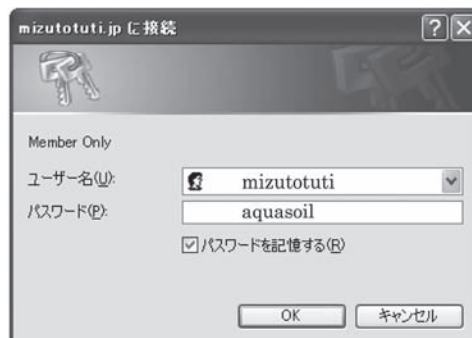 mizutotuti.jp に接続
Member Only
ユーザー名(U):
mizutotuti
パスワード(P):
aquasoil
パスワードを記憶する(R)
OK
キャンセル